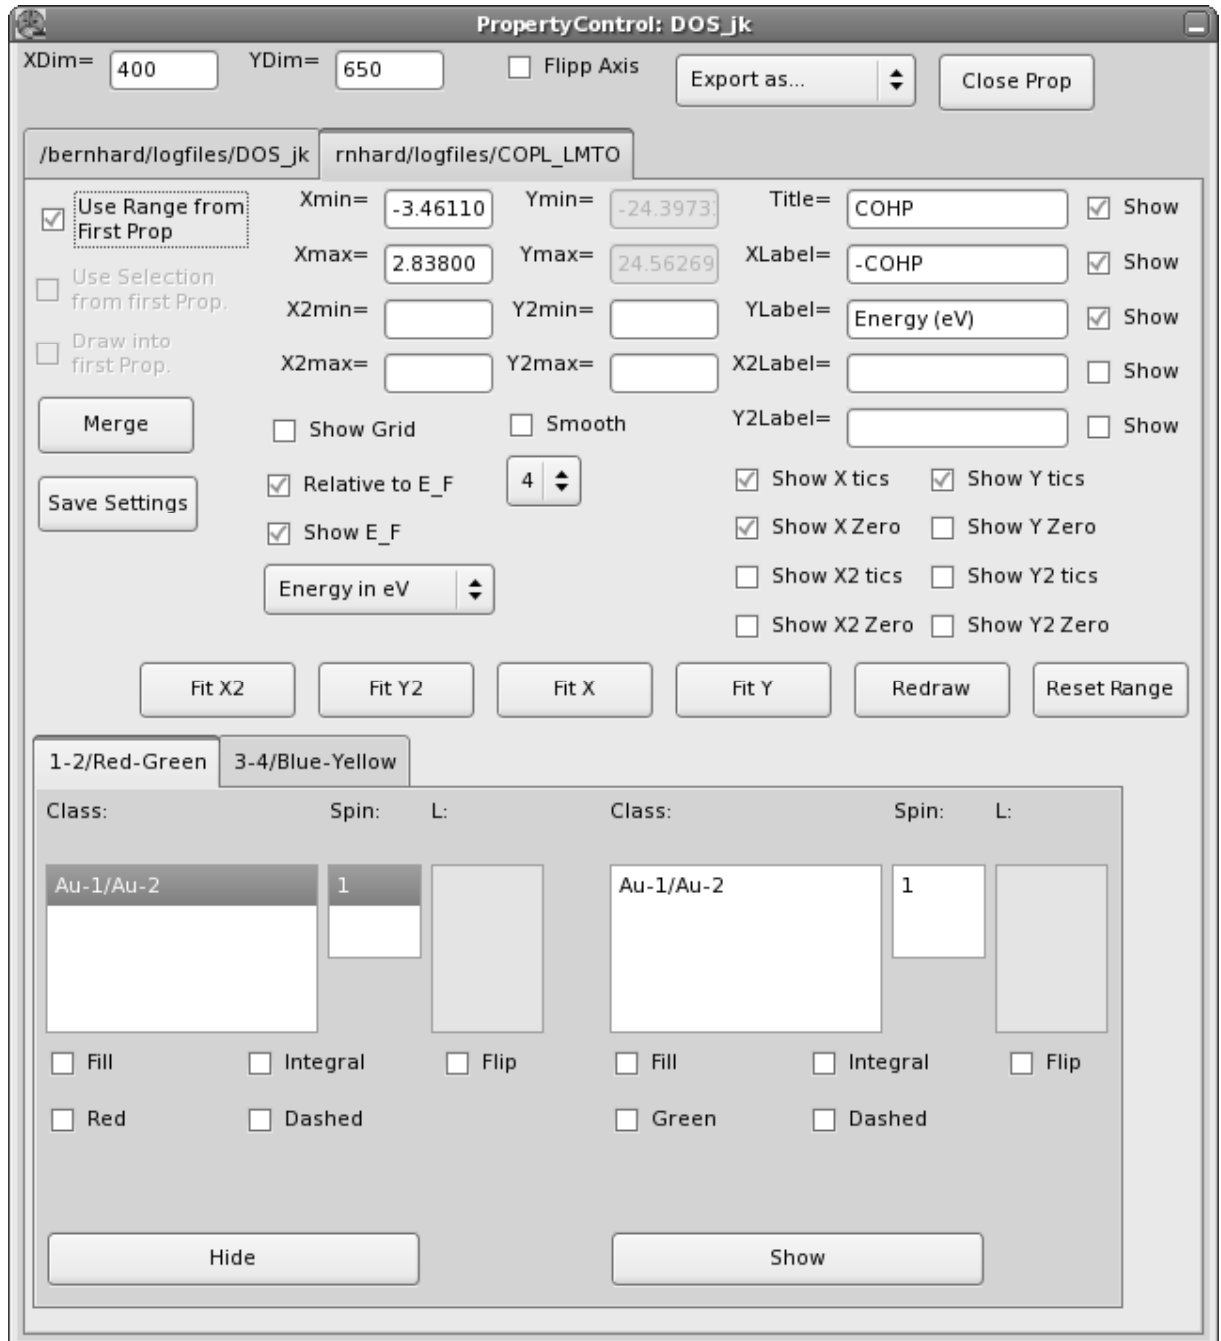 PropertyControl: DOS_jk
XDim= 400 YDim= 650 Flipp Axis Export as... Close Prop
/bernhard/logfiles/DOS_jk rnhard/logfiles/COPL_LMTO
Use Range from
First Prop
Xmin= -3.46110 Ymin= -24.3973 Title= COHP Show
Use Selection
from first Prop.
Xmax= 2.83800 Ymax= 24.56269 XLabel= -COHP Show
X2min= Y2min= YLabel= Energy (eV) Show
Draw into
first Prop.
X2max= Y2max= X2Label= Show
Merge Show Grid Smooth Y2Label= Show
Save Settings Relative to E_F 4 Show X tics Show Y tics
Show E_F Show X Zero Show Y Zero
Energy in eV Show X2 tics Show Y2 tics
Show X2 Zero Show Y2 Zero
Fit X2 Fit Y2 Fit X Fit Y Redraw Reset Range
1-2/Red-Green 3-4/Blue-Yellow
Class: Spin: L: Class: Spin: L:
Au-1/Au-2 1 Au-1/Au-2 1
Fill Integral Flip Fill Integral Flip
Red Dashed Green Dashed
Hide Show